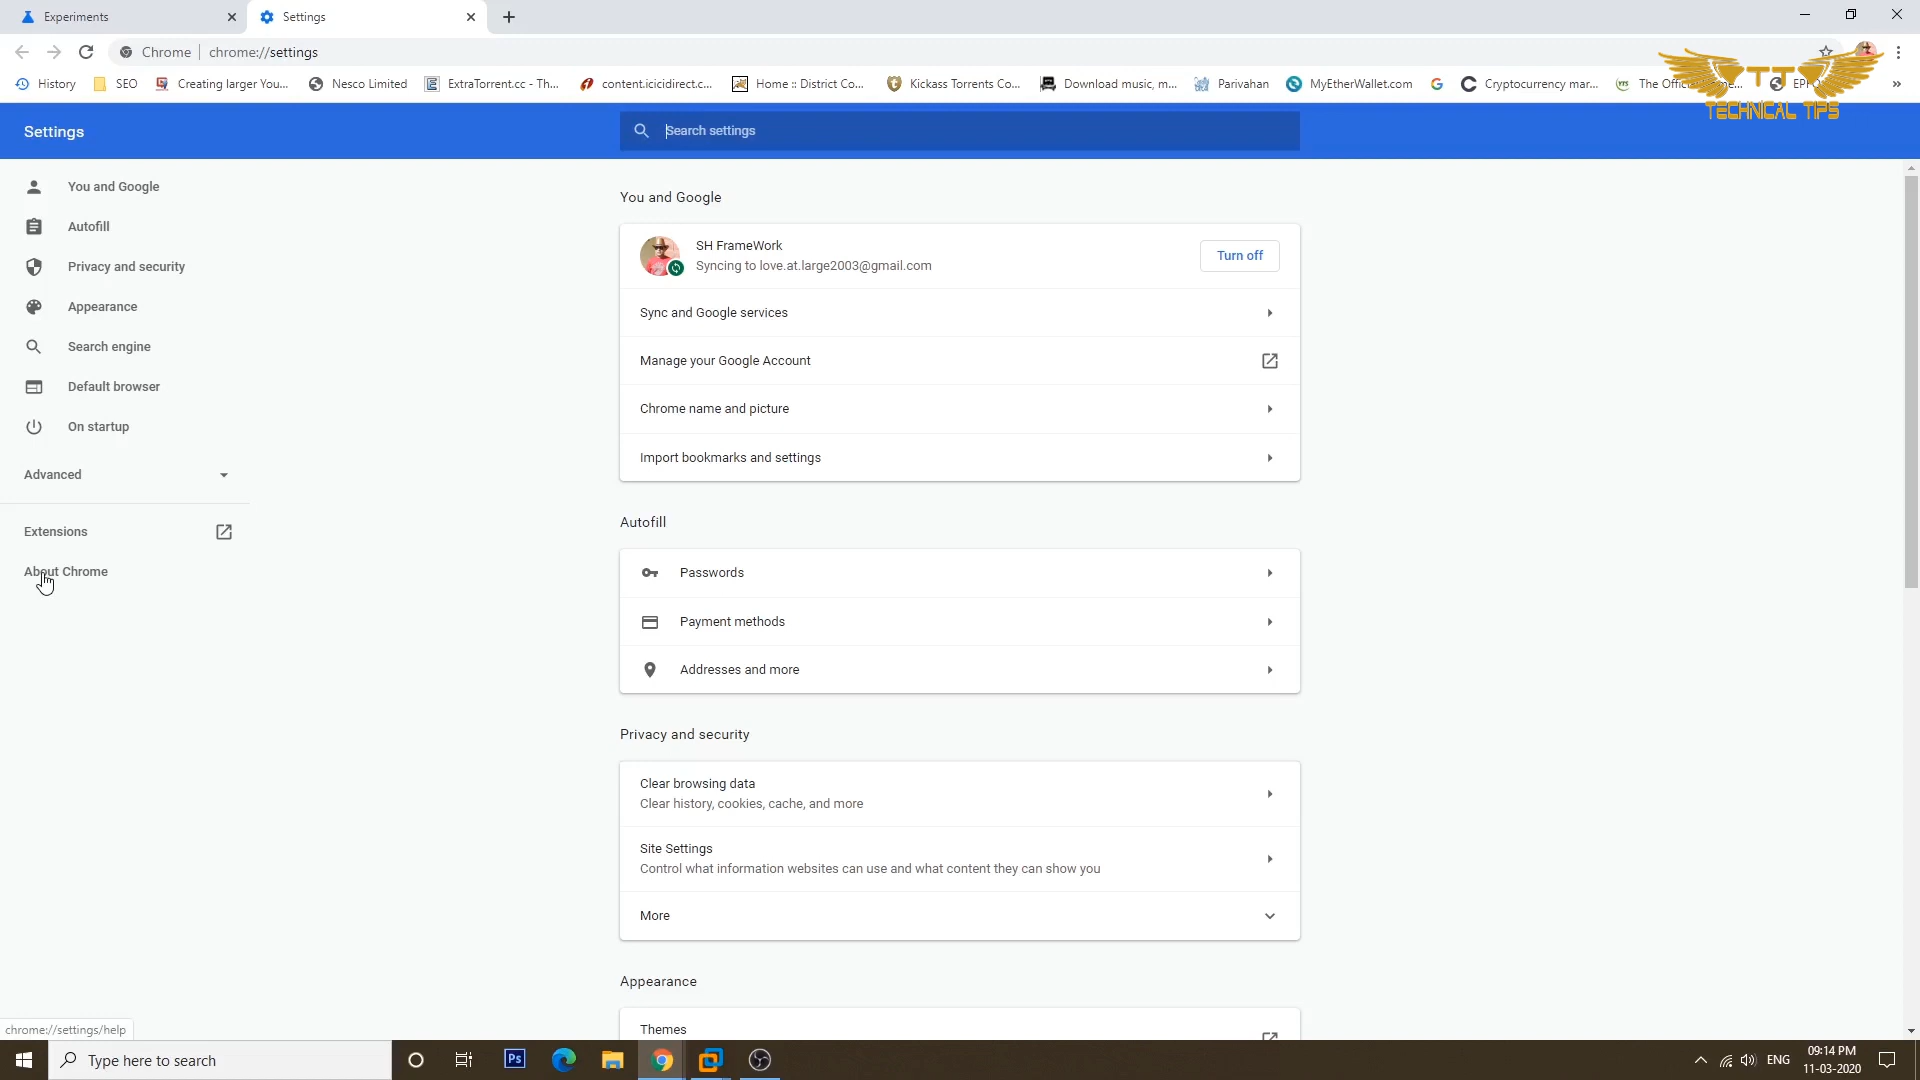 Experiments
Settings
Chrome
chrome://settings
History
SEO
Creating larger You...
Nesco Limited
ExtraTorrent.cc - Th...
content.icicidirect.c...
Home :: District Co...
Kickass Torrents Co...
Download music, m...
Parivahan
MyEtherWallet.com
Cryptocurrency mar...
TT
TECHNICAL TIPS
Settings
Search settings
You and Google
Autofill
Privacy and security
Appearance
Search engine
Default browser
On startup
Advanced
Extensions
About Chrome
You and Google
SH FrameWork
Syncing to love.at.large2003@gmail.com
Turn off
Sync and Google services
Manage your Google Account
Chrome name and picture
Import bookmarks and settings
Autofill
Passwords
Payment methods
Addresses and more
Privacy and security
Clear browsing data
Clear history, cookies, cache, and more
Site Settings
Control what information websites can use and what content they can show you
More
Appearance
Themes
chrome://settings/help
Type here to search
Ps
ENG
09:14 PM
11-03-2020